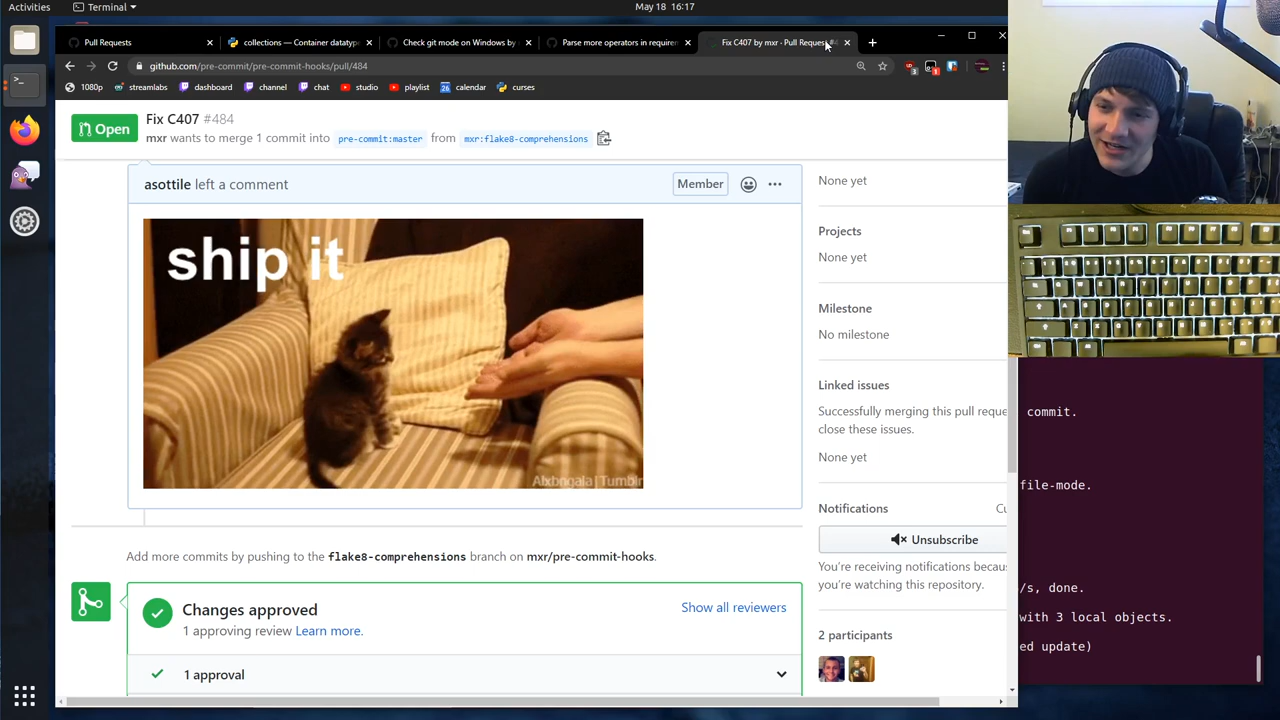 Activities
Terminal
May 18 16:17
Pull Requests
collections — Container datatyp
Check git mode on Windows by
Parse more operators in require
Fix C407 by mxr · Pull Request
github.com/pre-commit/pre-commit-hooks/pull/484
1080p
streamlabs
dashboard
channel
chat
studio
playlist
26
calendar
curses
Open
Fix C407 #484
mxr wants to merge 1 commit into pre-commit:master from mxr:flake8-comprehensions
asottile left a comment
Member
ship it
None yet
Projects
None yet
Milestone
No milestone
Linked issues
Successfully merging this pull reque
close these issues.
None yet
Notifications
Cu
Unsubscribe
You're receiving notifications becau
you're watching this repository.
2 participants
Add more commits by pushing to the flake8-comprehensions branch on mxr/pre-commit-hooks.
Changes approved
Show all reviewers
1 approving review Learn more.
1 approval
commit.
file-mode.
/s, done.
with 3 local objects.
ed update)